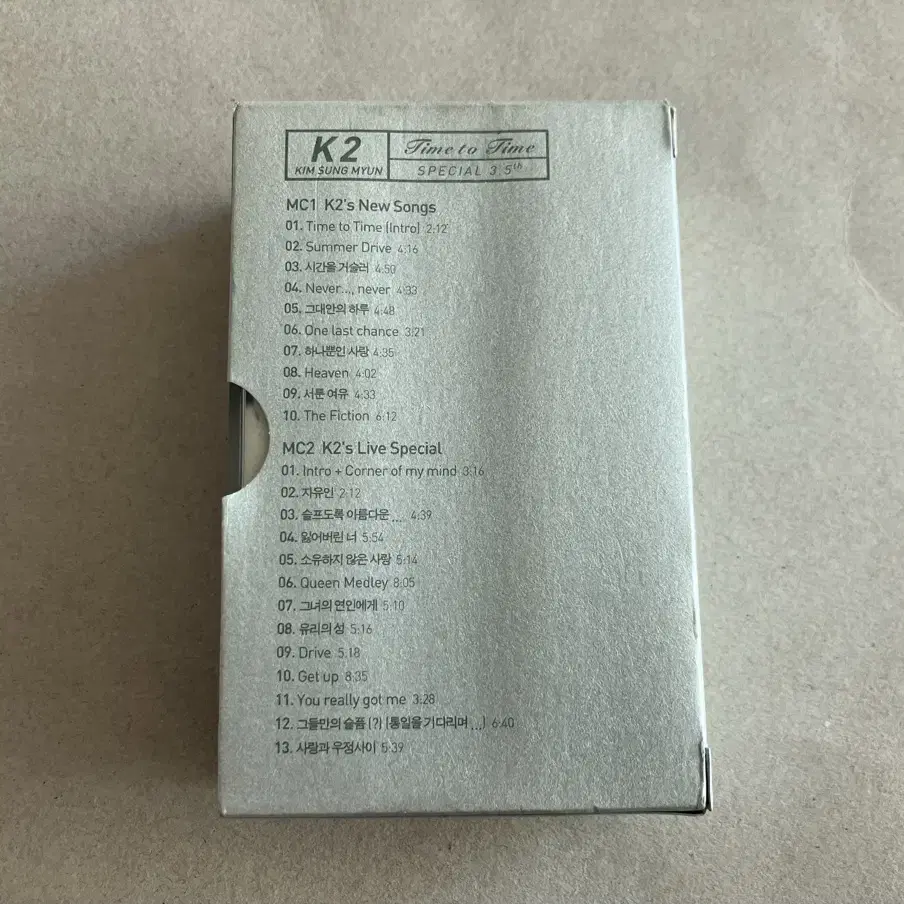 K2
KIM SUNG MYUN
Time to Time
SPECIAL 3.5th
MC1 K2's New Songs
01. Time to Time (Intro) 2:12
02. Summer Drive 4:16
03. 시간을 거슬러 4:50
04. Never..., never 4:33
05. 그대안의 하루 4:48
06. One last chance 3:21
07. 하나뿐인 사랑 4:35
08. Heaven 4:02
09. 서툰 여유 4:33
10. The Fiction 6:12
MC2 K2's Live Special
01. Intro + Corner of my mind 3:16
02. 자유인 2:12
03. 슬프도록 아름다운 ... 4:39
04. 잃어버린 너 5:54
05. 소유하지 않은 사랑 5:14
06. Queen Medley 8:05
07. 그녀의 연인에게 5:10
08. 유리의 성 5:16
09. Drive 5:18
10. Get up 8:35
11. You really got me 3:28
12. 그들만의 슬픔 (?) (통일을 기다리며 ...) 6:40
13. 사랑과 우정사이 5:39